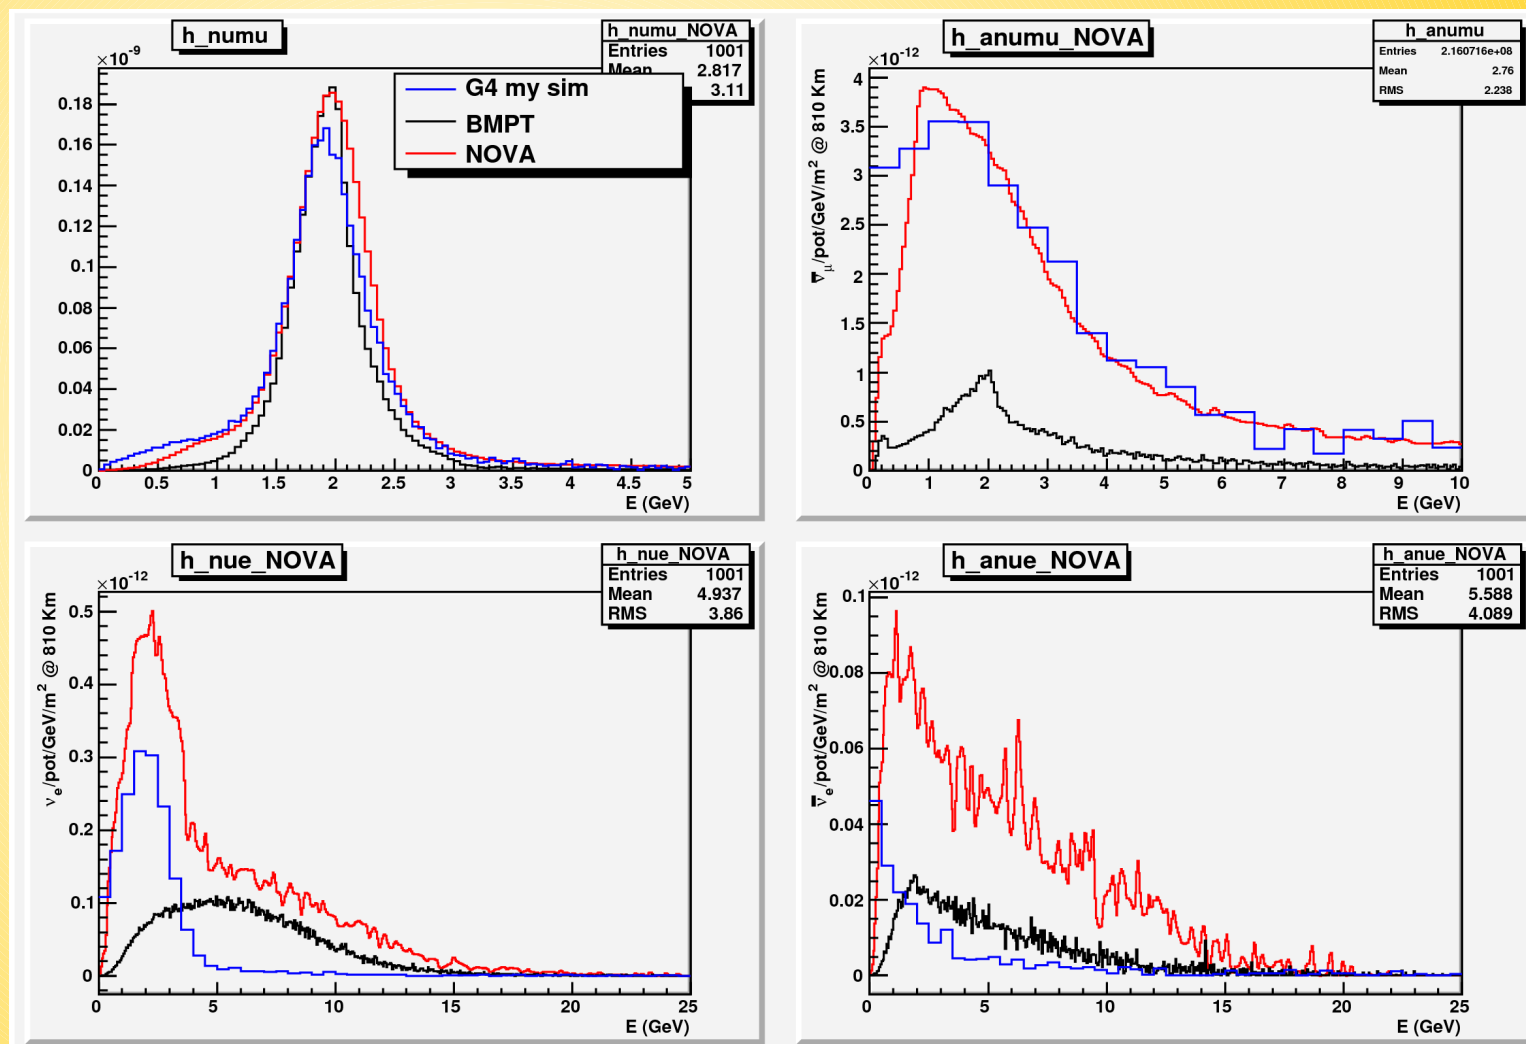 h_numu
h_numu_NOVA
Entries 1001
Mean 2.817
3.11
×10⁻⁹
G4 my sim
BMPT
NOVA
0.18
0.16
0.14
0.12
0.1
0.08
0.06
0.04
0.02
0
0 0.5 1 1.5 2 2.5 3 3.5 4 4.5 5
E (GeV)
h_anumu_NOVA
h_anumu
Entries 2.160716e+08
Mean 2.76
RMS 2.238
×10⁻¹²
ν̅μ/pot/GeV/m² @ 810 Km
4
3.5
3
2.5
2
1.5
1
0.5
0
0 1 2 3 4 5 6 7 8 9 10
E (GeV)
h_nue_NOVA
h_nue_NOVA
Entries 1001
Mean 4.937
RMS 3.86
×10⁻¹²
νe/pot/GeV/m² @ 810 Km
0.5
0.4
0.3
0.2
0.1
0
0 5 10 15 20 25
E (GeV)
h_anue_NOVA
h_anue_NOVA
Entries 1001
Mean 5.588
RMS 4.089
×10⁻¹²
ν̅e/pot/GeV/m² @ 810 Km
0.1
0.08
0.06
0.04
0.02
0
0 5 10 15 20 25
E (GeV)